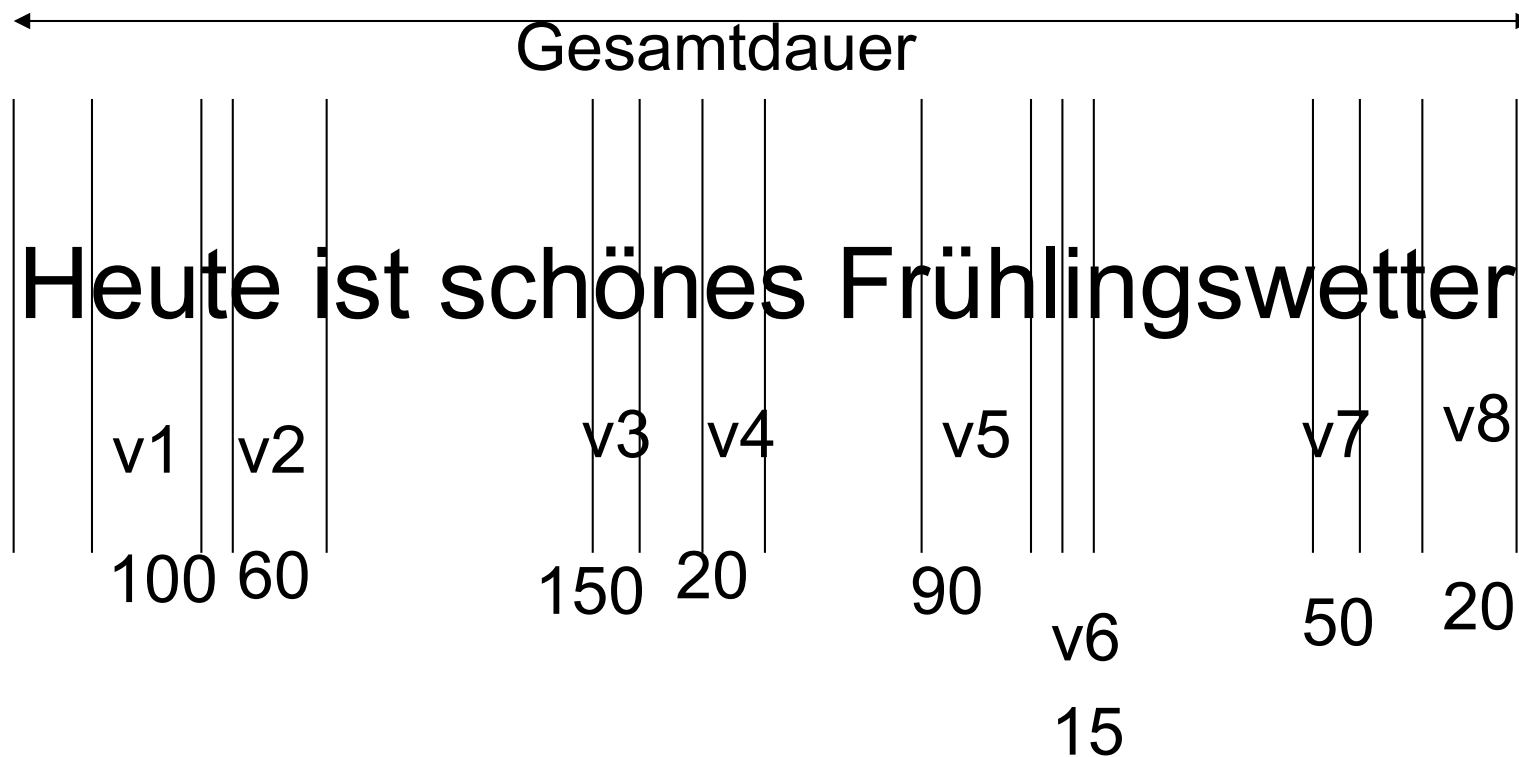 Gesamtdauer
Heute ist schönes Frühlingswetter
v1 v2 v3 v4 v5 v7 v8
100 60 150 20 90 50 20
v6
15